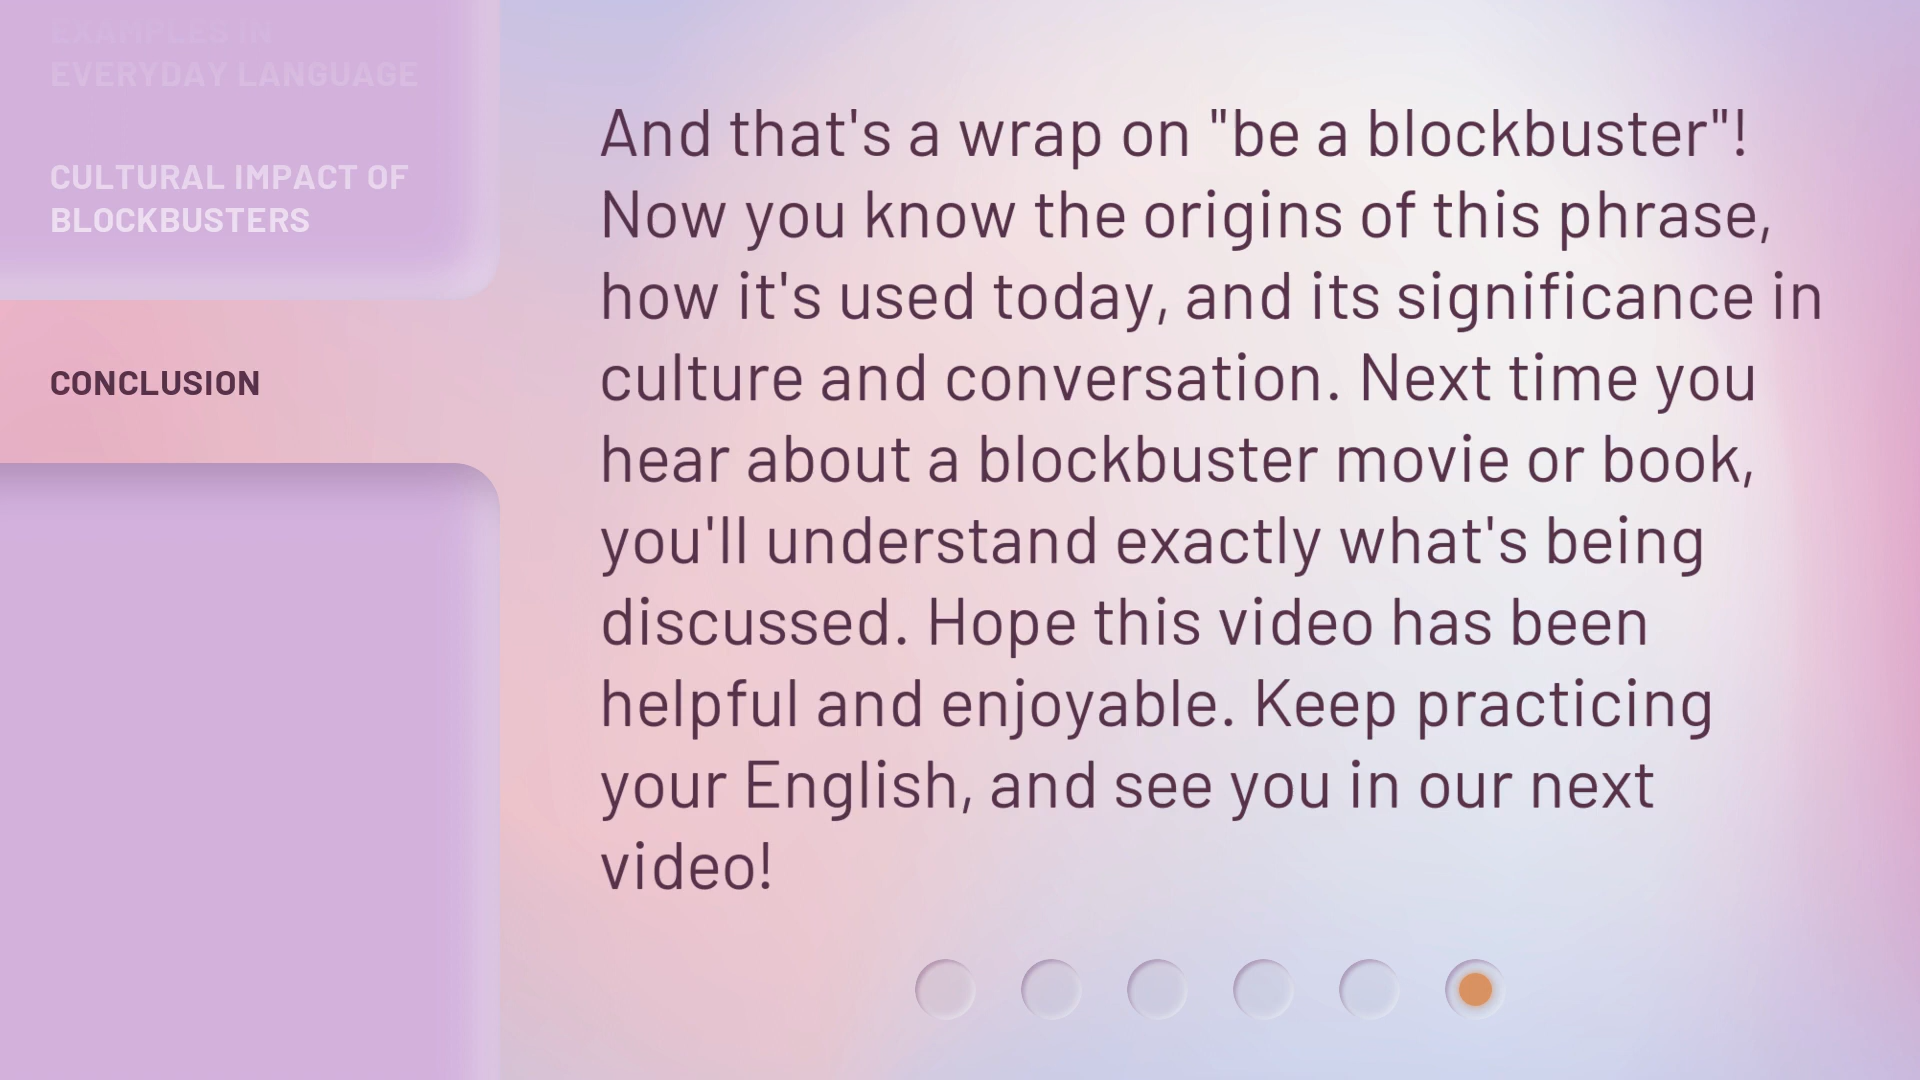 EXAMPLES IN
EVERYDAY LANGUAGE
CULTURAL IMPACT OF
BLOCKBUSTERS
CONCLUSION
And that's a wrap on "be a blockbuster"!
Now you know the origins of this phrase,
how it's used today, and its significance in
culture and conversation. Next time you
hear about a blockbuster movie or book,
you'll understand exactly what's being
discussed. Hope this video has been
helpful and enjoyable. Keep practicing
your English, and see you in our next
video!